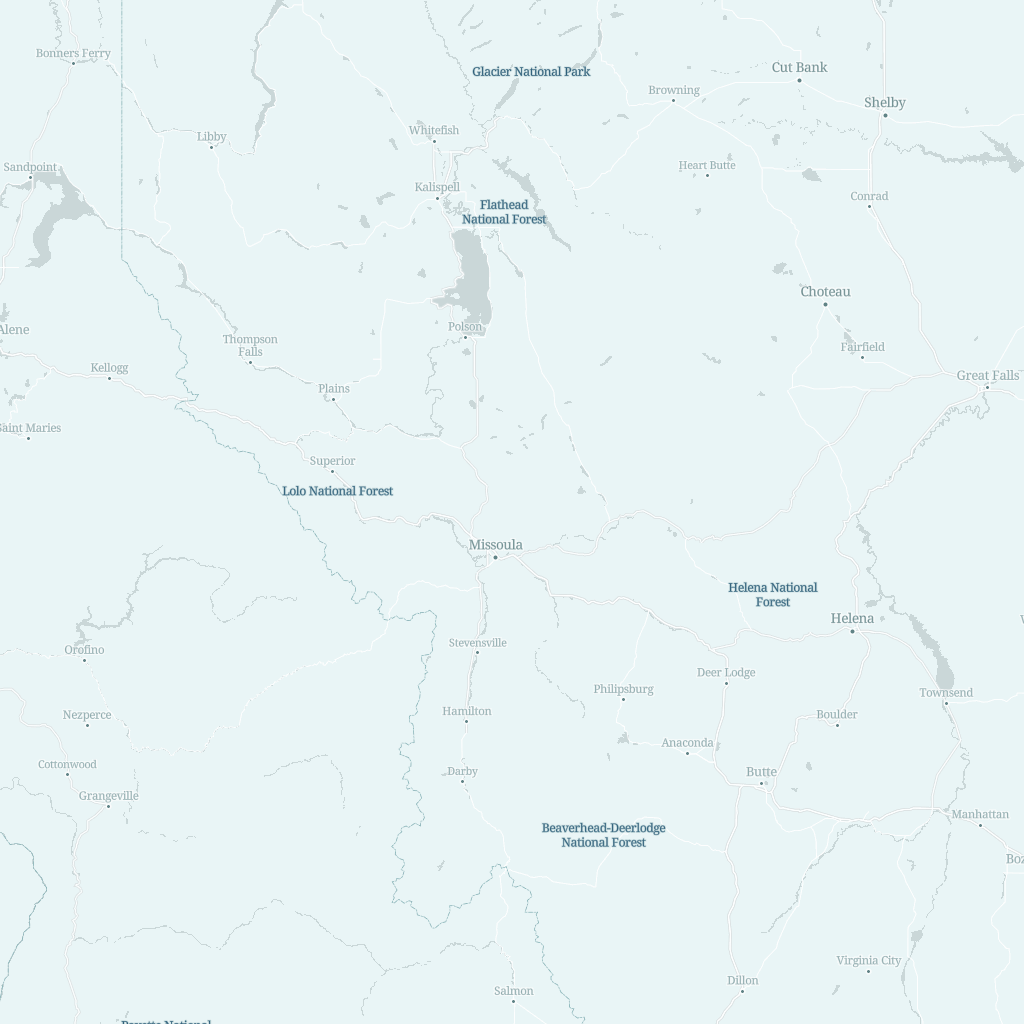 Bonners Ferry
Glacier National Park
Cut Bank
Browning
Shelby
Libby
Whitefish
Sandpoint
Heart Butte
Kalispell
Conrad
Flathead
National Forest
Choteau
Alene
Polson
Thompson
Falls
Fairfield
Kellogg
Great Falls
Plains
Saint Maries
Superior
Lolo National Forest
Missoula
Helena National
Forest
Helena
Stevensville
Orofino
Deer Lodge
Philipsburg
Townsend
Nezperce
Hamilton
Boulder
Anaconda
Cottonwood
Darby
Butte
Grangeville
Manhattan
Beaverhead-Deerlodge
National Forest
Boz
Virginia City
Dillon
Salmon
Payette National